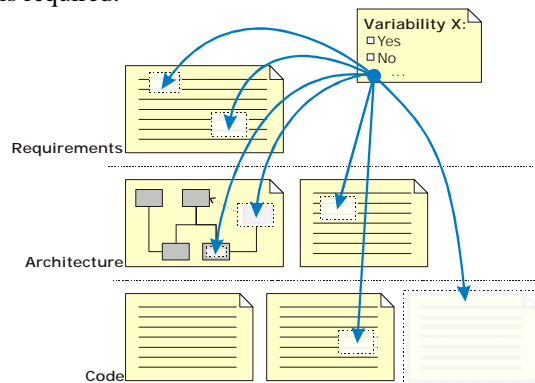 is required.
Variability X:
Yes
No
...
Requirements
Architecture
Code